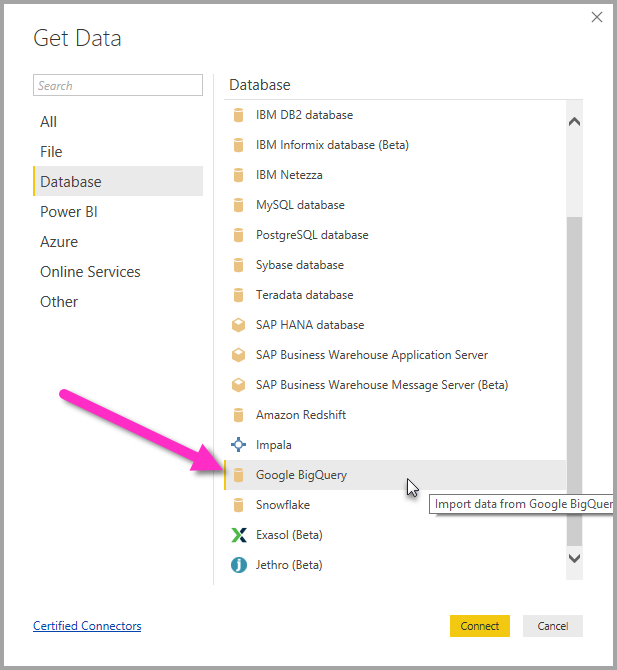 Get Data
Search
All
File
Database
Power BI
Azure
Online Services
Other
Database
IBM DB2 database
IBM Informix database (Beta)
IBM Netezza
MySQL database
PostgreSQL database
Sybase database
Teradata database
SAP HANA database
SAP Business Warehouse Application Server
SAP Business Warehouse Message Server (Beta)
Amazon Redshift
Impala
Google BigQuery
Import data from Google BigQuer
Snowflake
Exasol (Beta)
Jethro (Beta)
Certified Connectors
Connect
Cancel